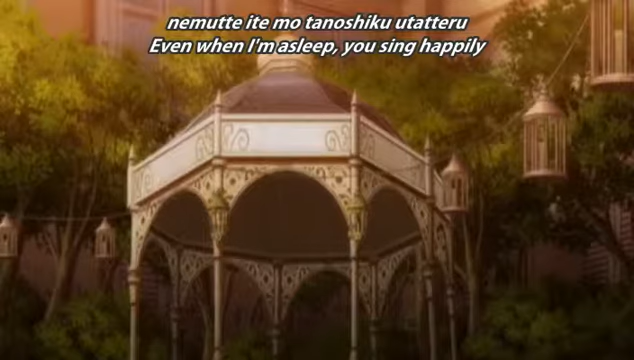 nemutte ite mo tanoshiku utatteru
Even when I'm asleep, you sing happily